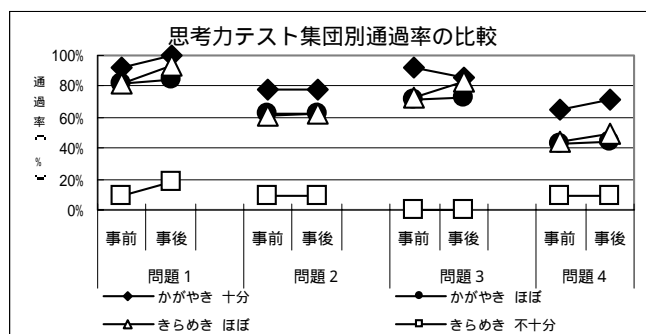 思考力テスト集団別通過率の比較
通過率(%)
100%
80%
60%
40%
20%
0%
事前 事後 事前 事後 事前 事後 事前 事後
問題1 問題2 問題3 問題4
かがやき 十分 かがやき ほぼ
きらめき ほぼ きらめき 不十分